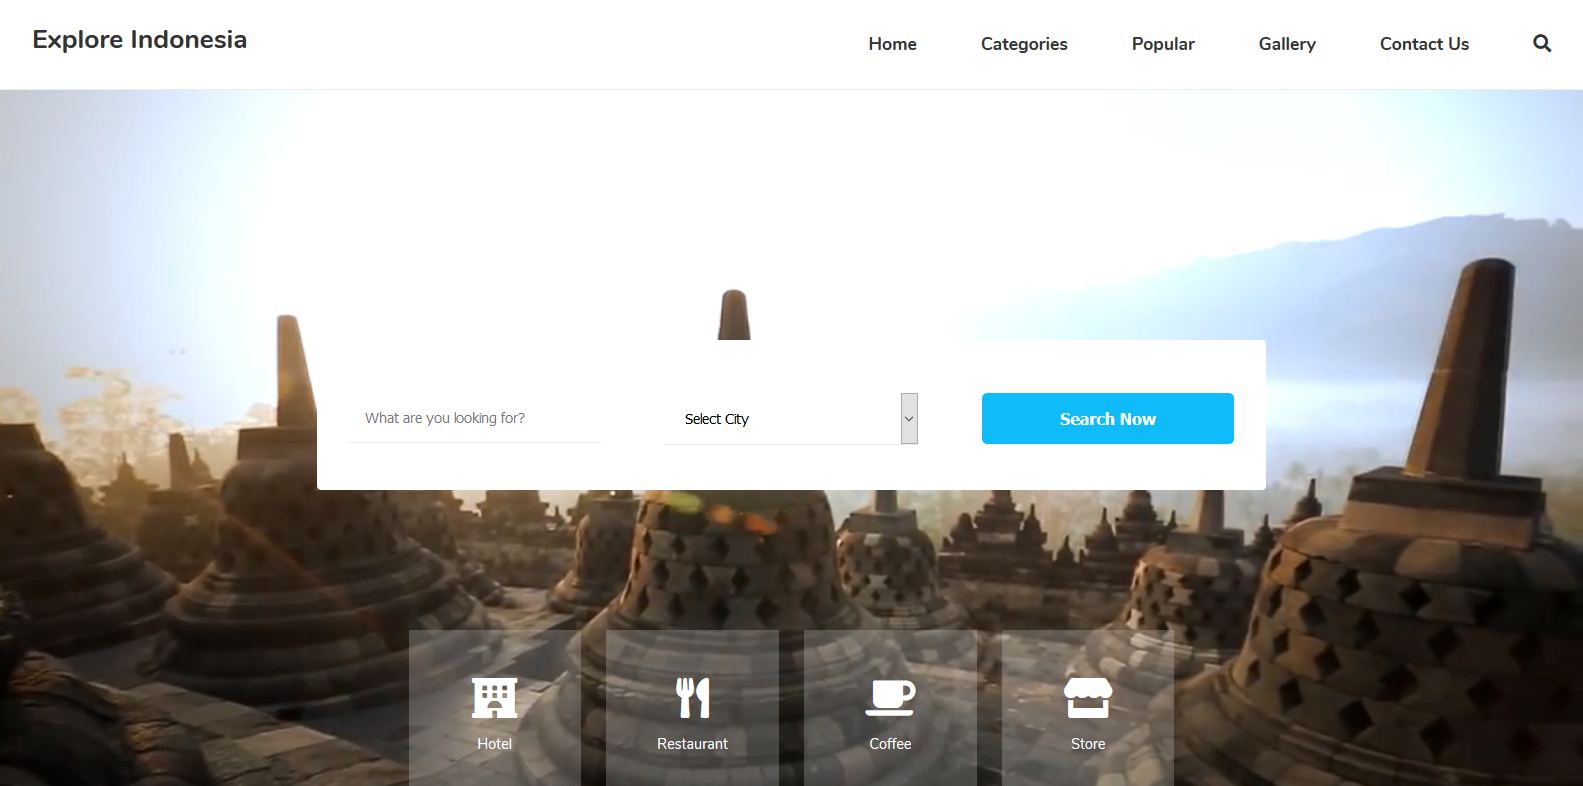 Explore Indonesia
Home Categories Popular Gallery Contact Us
What are you looking for? Select City Search Now
Hotel Restaurant Coffee Store